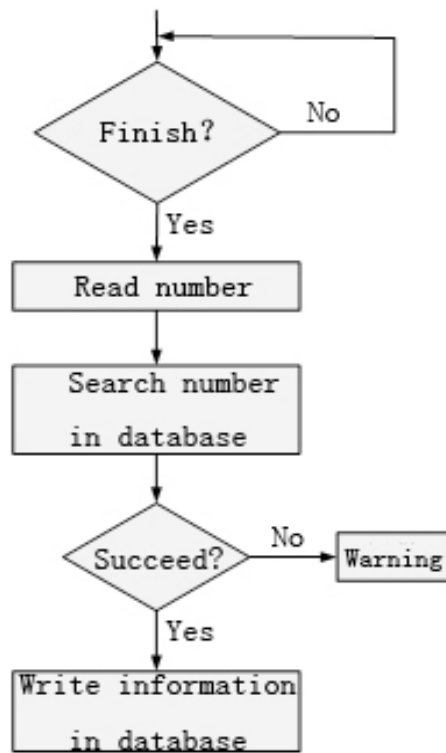 Finish?
No
Yes
Read number
Search number
in database
Succeed?
No
Warning
Yes
Write information
in database